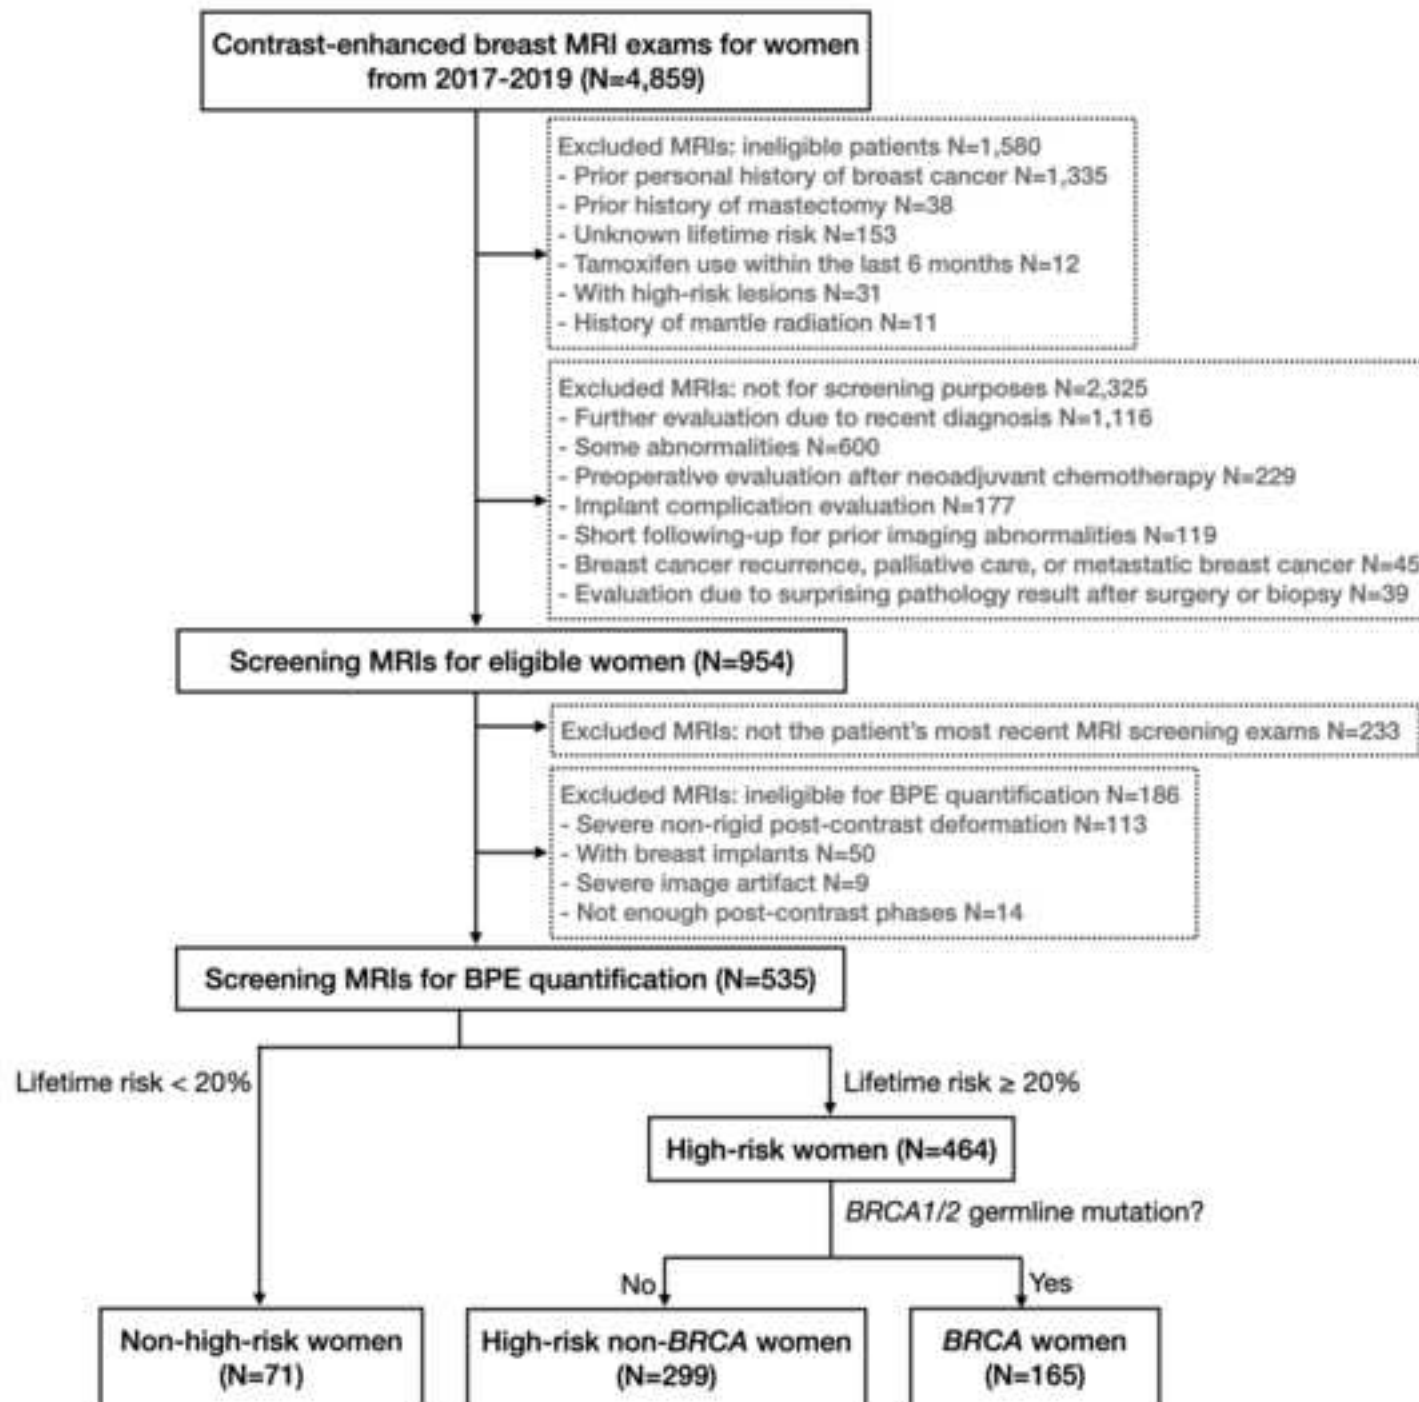 Contrast-enhanced breast MRI exams for women
from 2017-2019 (N=4,859)
Excluded MRIs: ineligible patients N=1,580
- Prior personal history of breast cancer N=1,335
- Prior history of mastectomy N=38
- Unknown lifetime risk N=153
- Tamoxifen use within the last 6 months N=12
- With high-risk lesions N=31
- History of mantle radiation N=11
Excluded MRIs: not for screening purposes N=2,325
- Further evaluation due to recent diagnosis N=1,116
- Some abnormalities N=600
- Preoperative evaluation after neoadjuvant chemotherapy N=229
- Implant complication evaluation N=177
- Short following-up for prior imaging abnormalities N=119
- Breast cancer recurrence, palliative care, or metastatic breast cancer N=45
- Evaluation due to surprising pathology result after surgery or biopsy N=39
Screening MRIs for eligible women (N=954)
Excluded MRIs: not the patient's most recent MRI screening exams N=233
Excluded MRIs: ineligible for BPE quantification N=186
- Severe non-rigid post-contrast deformation N=113
- With breast implants N=50
- Severe image artifact N=9
- Not enough post-contrast phases N=14
Screening MRIs for BPE quantification (N=535)
Lifetime risk < 20%
Lifetime risk ≥ 20%
High-risk women (N=464)
BRCA1/2 germline mutation?
No
Yes
Non-high-risk women
(N=71)
High-risk non-BRCA women
(N=299)
BRCA women
(N=165)